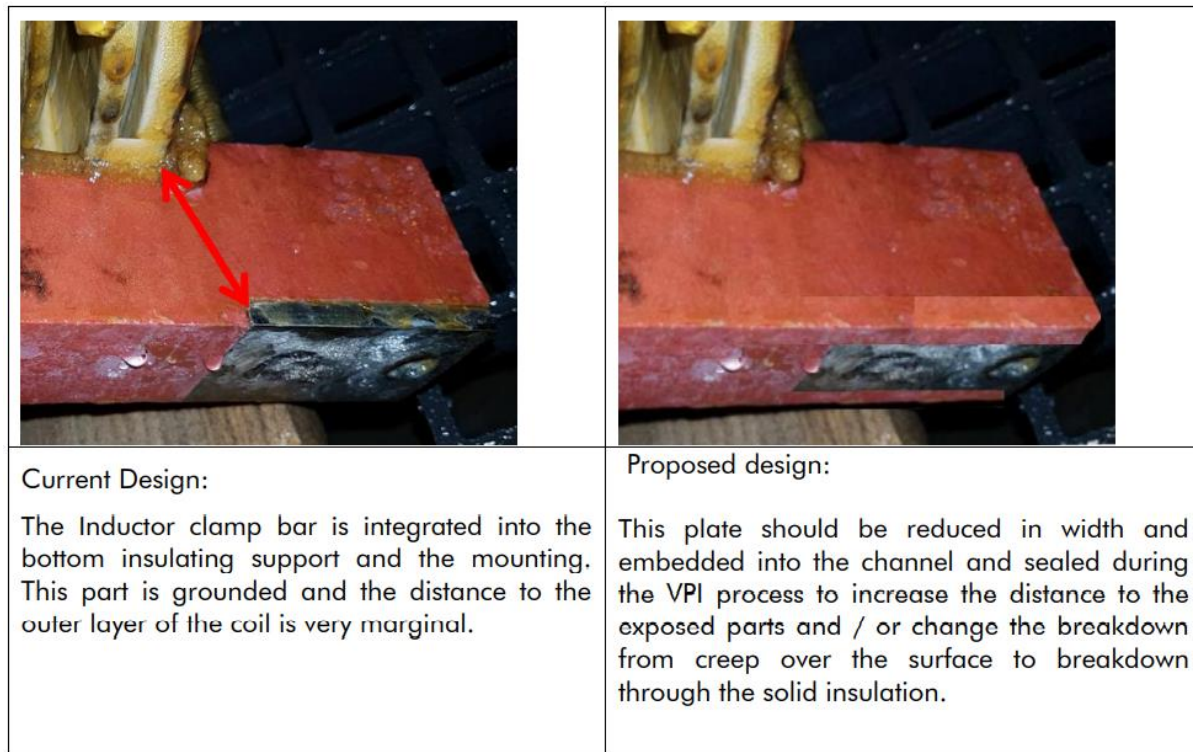 Current Design:
The Inductor clamp bar is integrated into the
bottom insulating support and the mounting.
This part is grounded and the distance to the
outer layer of the coil is very marginal.
Proposed design:
This plate should be reduced in width and
embedded into the channel and sealed during
the VPI process to increase the distance to the
exposed parts and / or change the breakdown
from creep over the surface to breakdown
through the solid insulation.